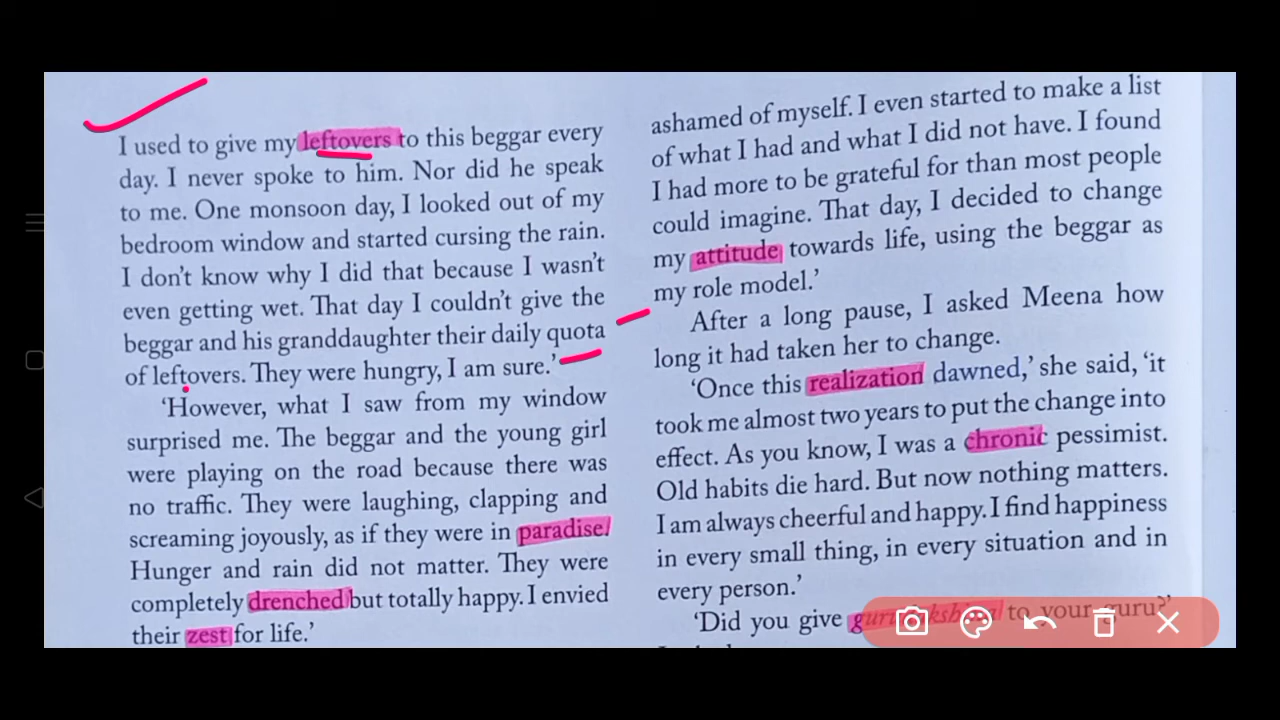 I used to give my leftovers to this beggar every
day. I never spoke to him. Nor did he speak
to me. One monsoon day, I looked out of my
bedroom window and started cursing the rain.
I don't know why I did that because I wasn't
even getting wet. That day I couldn't give the
beggar and his granddaughter their daily quota
of leftovers. They were hungry, I am sure.'
'However, what I saw from my window
surprised me. The beggar and the young girl
were playing on the road because there was
no traffic. They were laughing, clapping and
screaming joyously, as if they were in paradise.
Hunger and rain did not matter. They were
completely drenched but totally happy. I envied
their zest for life.'
ashamed of myself. I even started to make a list
of what I had and what I did not have. I found
I had more to be grateful for than most people
could imagine. That day, I decided to change
my attitude towards life, using the beggar as
my role model.'
After a long pause, I asked Meena how
long it had taken her to change.
'Once this realization dawned,' she said, 'it
took me almost two years to put the change into
effect. As you know, I was a chronic pessimist.
Old habits die hard. But now nothing matters.
I am always cheerful and happy. I find happiness
in every small thing, in every situation and in
every person.'
'Did you give to your guru?'